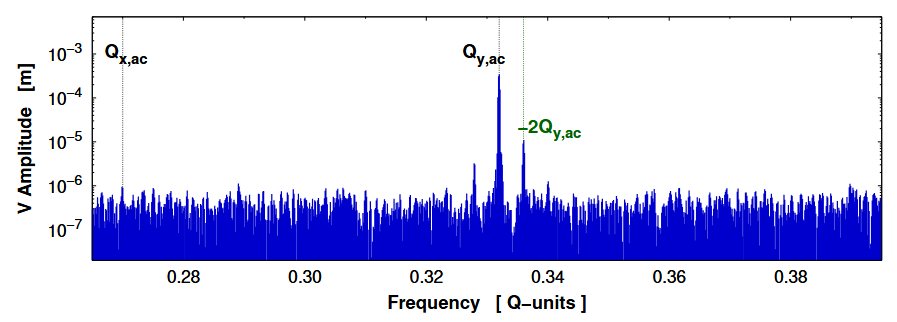 Q_x,ac
Q_y,ac
−2Q_y,ac
V Amplitude [m]
10^−3
10^−4
10^−5
10^−6
10^−7
0.28 0.30 0.32 0.34 0.36 0.38
Frequency [ Q−units ]